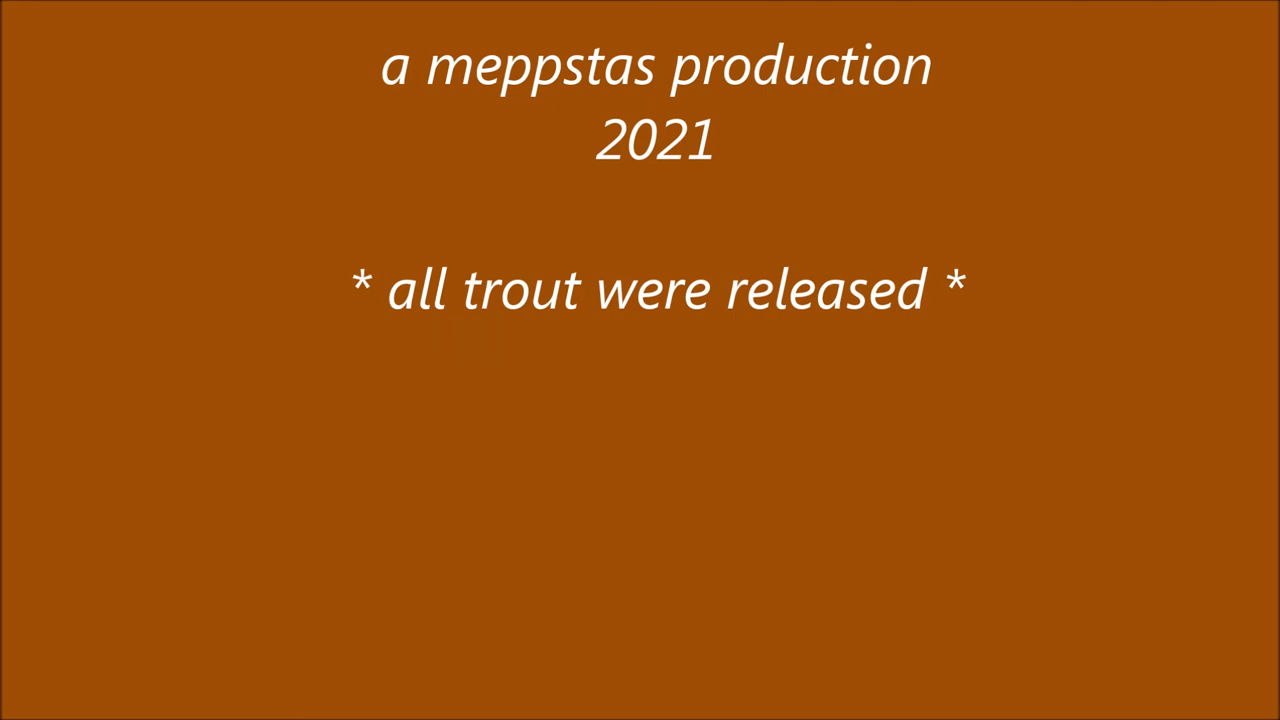 a meppstas production
2021
* all trout were released *